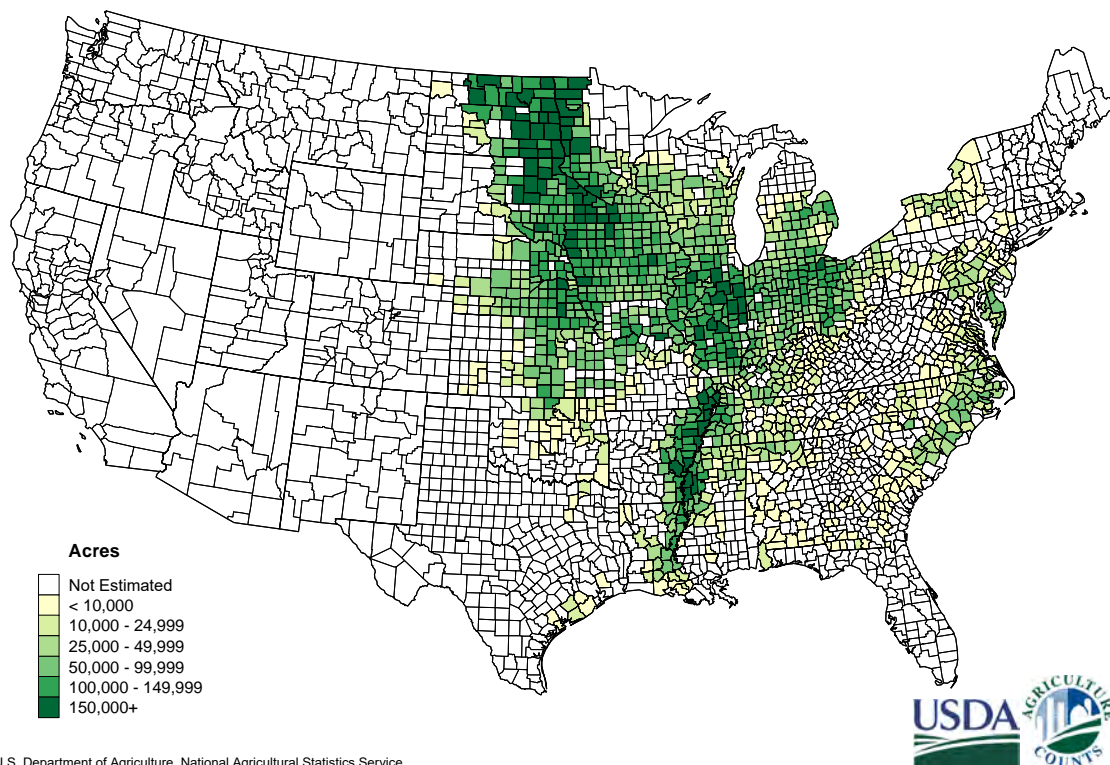 Acres
Not Estimated
< 10,000
10,000 - 24,999
25,000 - 49,999
50,000 - 99,999
100,000 - 149,999
150,000+
USDA
AGRICULTURE
COUNTS
U.S. Department of Agriculture, National Agricultural Statistics Service